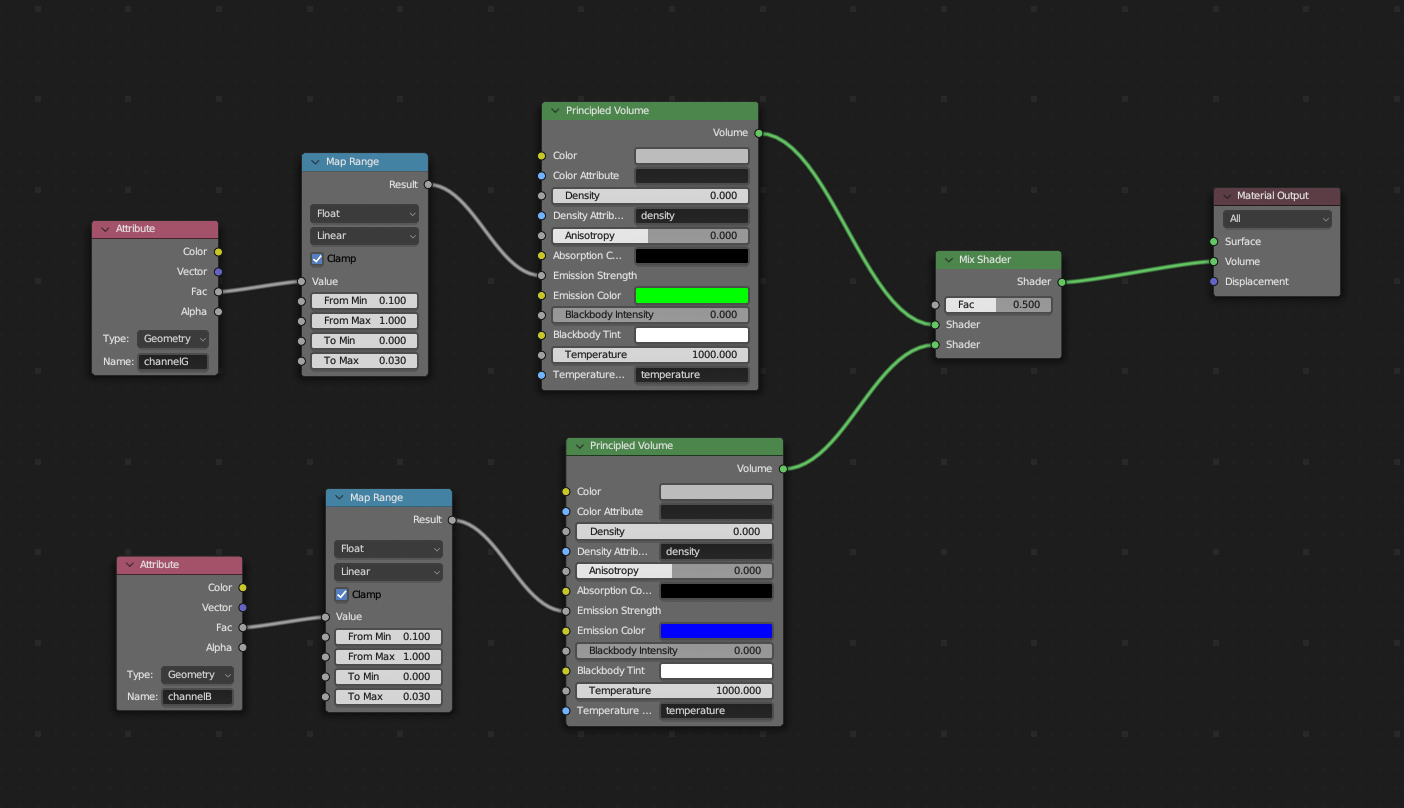 Attribute
Color
Vector
Fac
Alpha
Type: Geometry
Name: channelG
Map Range
Result
Float
Linear
Clamp
Value
From Min 0.100
From Max 1.000
To Min 0.000
To Max 0.030
Principled Volume
Volume
Color
Color Attribute
Density 0.000
Density Attrib... density
Anisotropy 0.000
Absorption C...
Emission Strength
Emission Color
Blackbody Intensity 0.000
Blackbody Tint
Temperature 1000.000
Temperature... temperature
Mix Shader
Shader
Fac 0.500
Shader
Shader
Material Output
All
Surface
Volume
Displacement
Attribute
Color
Vector
Fac
Alpha
Type: Geometry
Name: channelB
Map Range
Result
Float
Linear
Clamp
Value
From Min 0.100
From Max 1.000
To Min 0.000
To Max 0.030
Principled Volume
Volume
Color
Color Attribute
Density 0.000
Density Attrib... density
Anisotropy 0.000
Absorption Co...
Emission Strength
Emission Color
Blackbody Intensity 0.000
Blackbody Tint
Temperature 1000.000
Temperature ... temperature